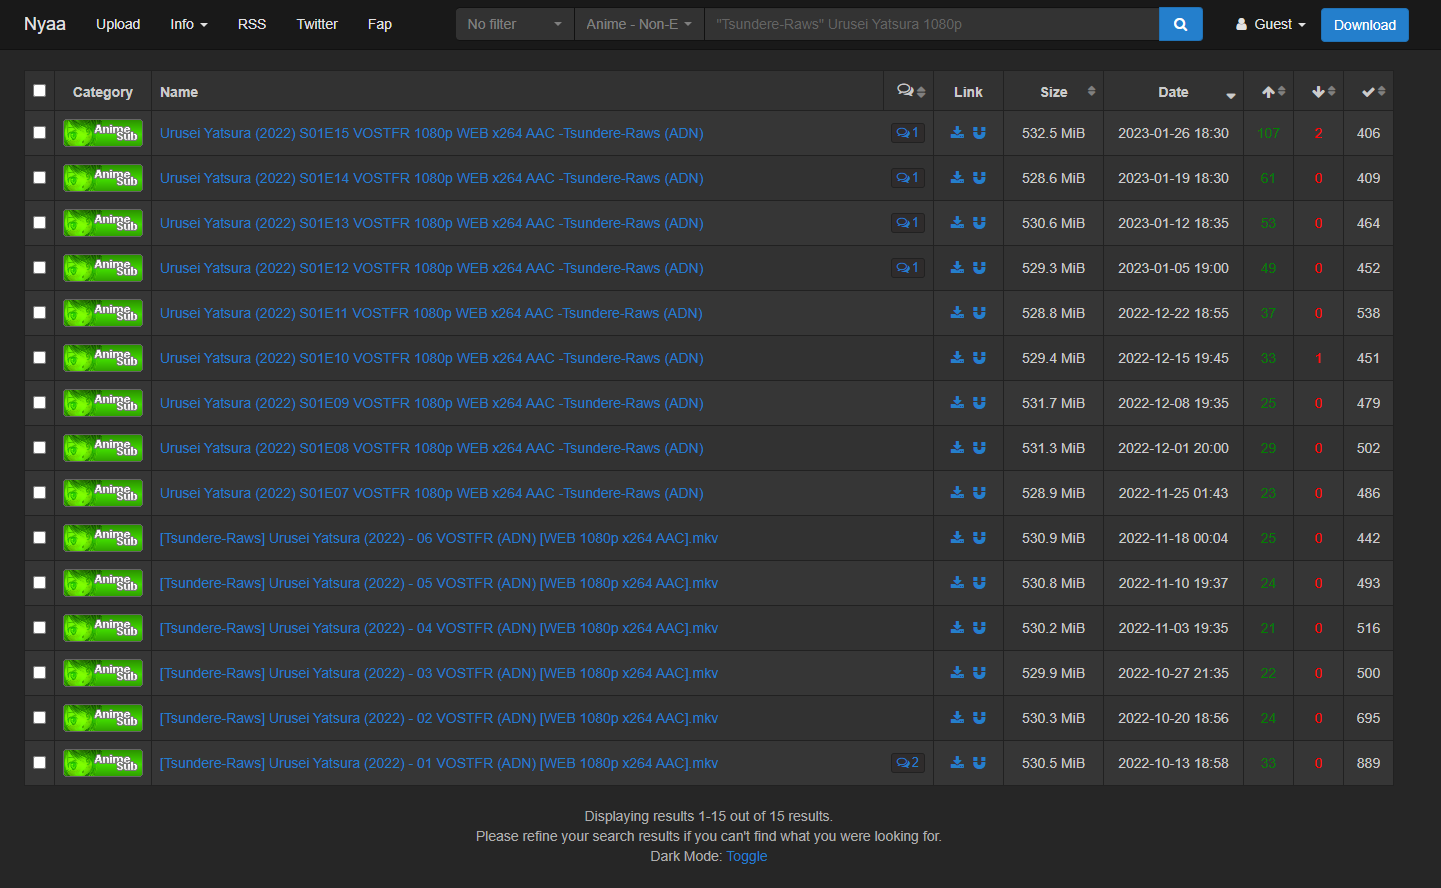 Nyaa Upload Info RSS Twitter Fap No filter Anime - Non-E "Tsundere-Raws" Urusei Yatsura 1080p Guest Download
Category Name Link Size Date
Anime Sub Urusei Yatsura (2022) S01E15 VOSTFR 1080p WEB x264 AAC -Tsundere-Raws (ADN) 1 532.5 MiB 2023-01-26 18:30 107 2 406
Anime Sub Urusei Yatsura (2022) S01E14 VOSTFR 1080p WEB x264 AAC -Tsundere-Raws (ADN) 1 528.6 MiB 2023-01-19 18:30 61 0 409
Anime Sub Urusei Yatsura (2022) S01E13 VOSTFR 1080p WEB x264 AAC -Tsundere-Raws (ADN) 1 530.6 MiB 2023-01-12 18:35 53 0 464
Anime Sub Urusei Yatsura (2022) S01E12 VOSTFR 1080p WEB x264 AAC -Tsundere-Raws (ADN) 1 529.3 MiB 2023-01-05 19:00 49 0 452
Anime Sub Urusei Yatsura (2022) S01E11 VOSTFR 1080p WEB x264 AAC -Tsundere-Raws (ADN) 528.8 MiB 2022-12-22 18:55 37 0 538
Anime Sub Urusei Yatsura (2022) S01E10 VOSTFR 1080p WEB x264 AAC -Tsundere-Raws (ADN) 529.4 MiB 2022-12-15 19:45 33 1 451
Anime Sub Urusei Yatsura (2022) S01E09 VOSTFR 1080p WEB x264 AAC -Tsundere-Raws (ADN) 531.7 MiB 2022-12-08 19:35 25 0 479
Anime Sub Urusei Yatsura (2022) S01E08 VOSTFR 1080p WEB x264 AAC -Tsundere-Raws (ADN) 531.3 MiB 2022-12-01 20:00 29 0 502
Anime Sub Urusei Yatsura (2022) S01E07 VOSTFR 1080p WEB x264 AAC -Tsundere-Raws (ADN) 528.9 MiB 2022-11-25 01:43 23 0 486
Anime Sub [Tsundere-Raws] Urusei Yatsura (2022) - 06 VOSTFR (ADN) [WEB 1080p x264 AAC].mkv 530.9 MiB 2022-11-18 00:04 25 0 442
Anime Sub [Tsundere-Raws] Urusei Yatsura (2022) - 05 VOSTFR (ADN) [WEB 1080p x264 AAC].mkv 530.8 MiB 2022-11-10 19:37 24 0 493
Anime Sub [Tsundere-Raws] Urusei Yatsura (2022) - 04 VOSTFR (ADN) [WEB 1080p x264 AAC].mkv 530.2 MiB 2022-11-03 19:35 21 0 516
Anime Sub [Tsundere-Raws] Urusei Yatsura (2022) - 03 VOSTFR (ADN) [WEB 1080p x264 AAC].mkv 529.9 MiB 2022-10-27 21:35 22 0 500
Anime Sub [Tsundere-Raws] Urusei Yatsura (2022) - 02 VOSTFR (ADN) [WEB 1080p x264 AAC].mkv 530.3 MiB 2022-10-20 18:56 24 0 695
Anime Sub [Tsundere-Raws] Urusei Yatsura (2022) - 01 VOSTFR (ADN) [WEB 1080p x264 AAC].mkv 2 530.5 MiB 2022-10-13 18:58 33 0 889
Displaying results 1-15 out of 15 results.
Please refine your search results if you can't find what you were looking for.
Dark Mode: Toggle